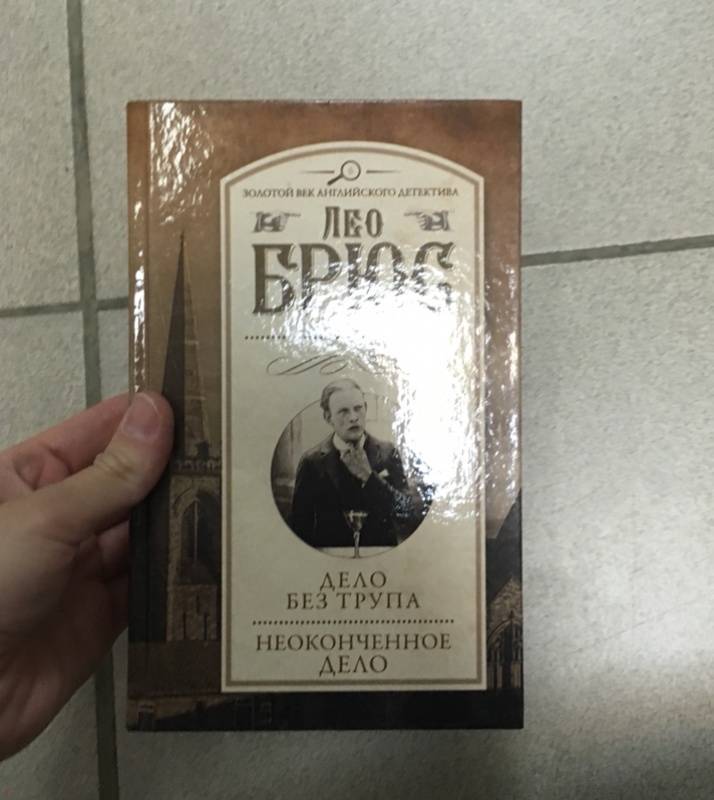 ЗОЛОТОЙ ВЕК АНГЛИЙСКОГО ДЕТЕКТИВА
ЛЕО
БРЮС
ДЕЛО
БЕЗ ТРУПА
НЕОКОНЧЕННОЕ
ДЕЛО